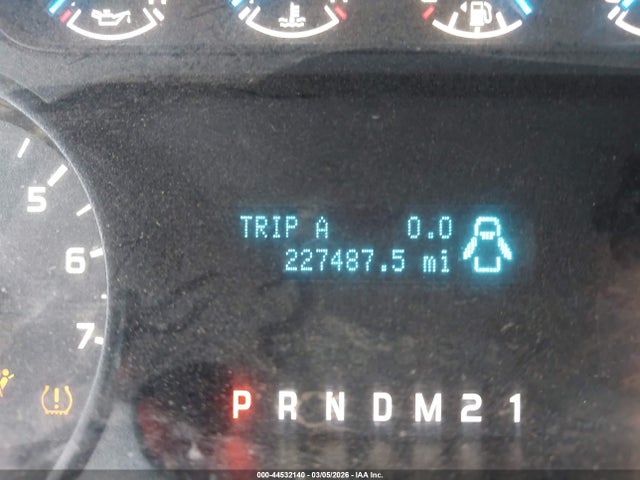 TRIP A 0.0
227487.5 mi
5
6
7
P R N D M 2 1
000-44532140 - 03/05/2026 - IAA Inc.